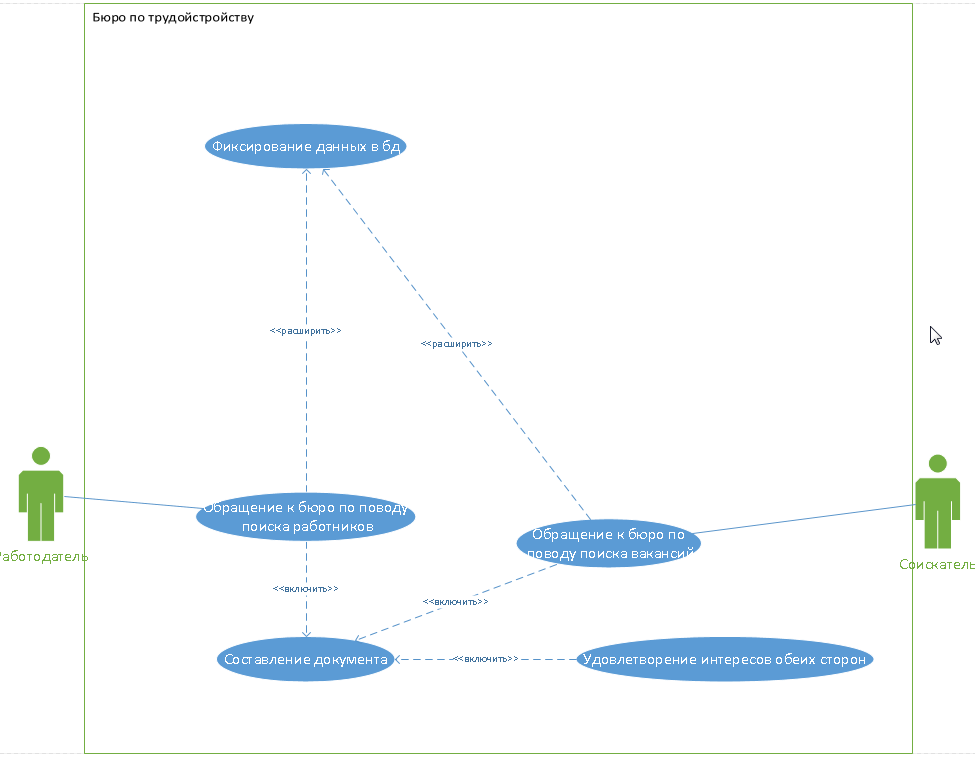 Бюро по трудойстройству
Фиксирование данных в бд
<<расширить>>
<<расширить>>
Обращение к бюро по поводу
поиска работников
Обращение к бюро по
поводу поиска вакансий
Работодатель
Соискатель
<<включить>>
<<включить>>
Составление документа
<<включить>>
Удовлетворение интересов обеих сторон